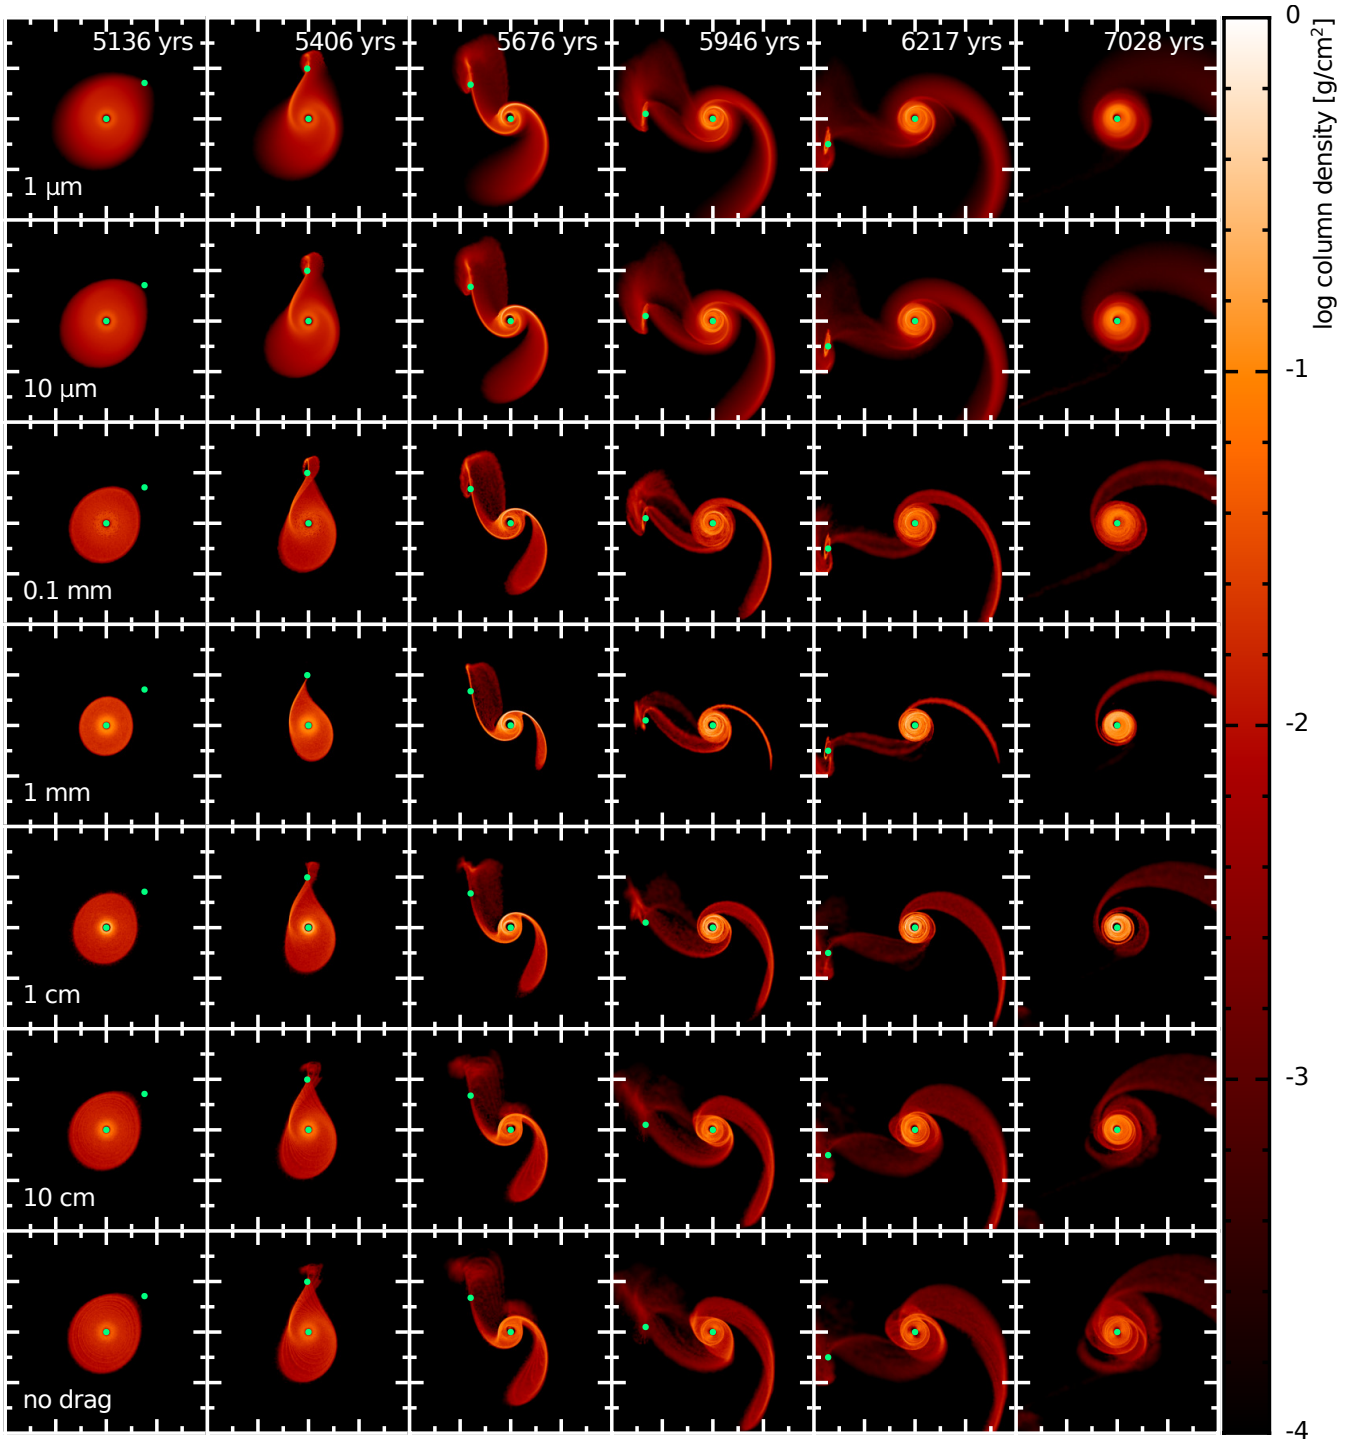 5136 yrs 5406 yrs 5676 yrs 5946 yrs 6217 yrs 7028 yrs
1 μm
10 μm
0.1 mm
1 mm
1 cm
10 cm
no drag
0
-1
-2
-3
-4
log column density [g/cm²]